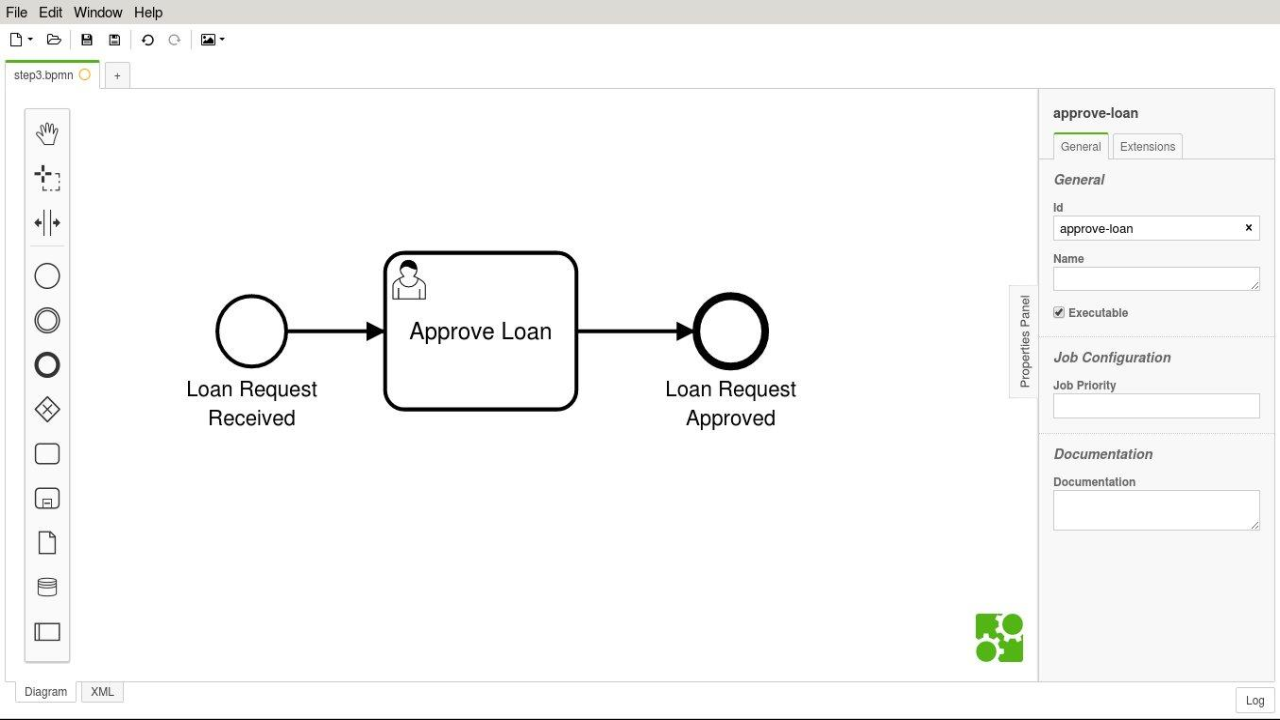 File Edit Window Help
step3.bpmn +
approve-loan
General Extensions
General
Id
approve-loan
Name
Executable
Job Configuration
Job Priority
Documentation
Documentation
Properties Panel
Approve Loan
Loan Request
Received
Loan Request
Approved
Diagram XML
Log